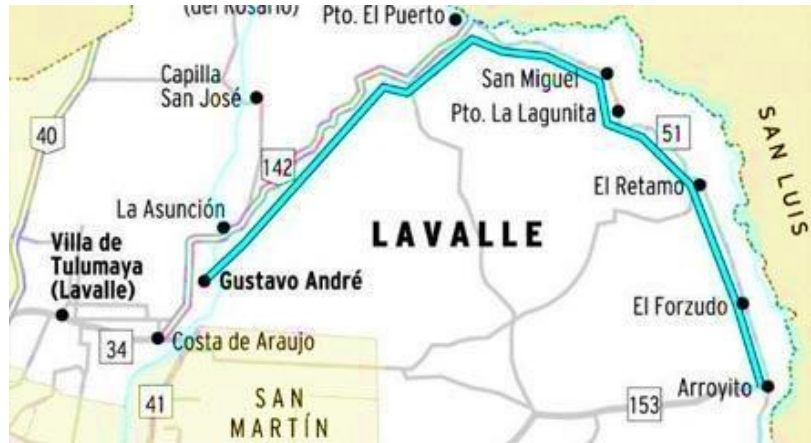 (del Rosario)
Pto. El Puerto
Capilla
San José
San Miguel
Pto. La Lagunita
40
142
51
SAN LUIS
El Retamo
La Asunción
LAVALLE
Villa de
Tulumaya
(Lavalle)
Gustavo André
El Forzudo
34
Costa de Araujo
Arroyito
41
SAN
MARTÍN
153